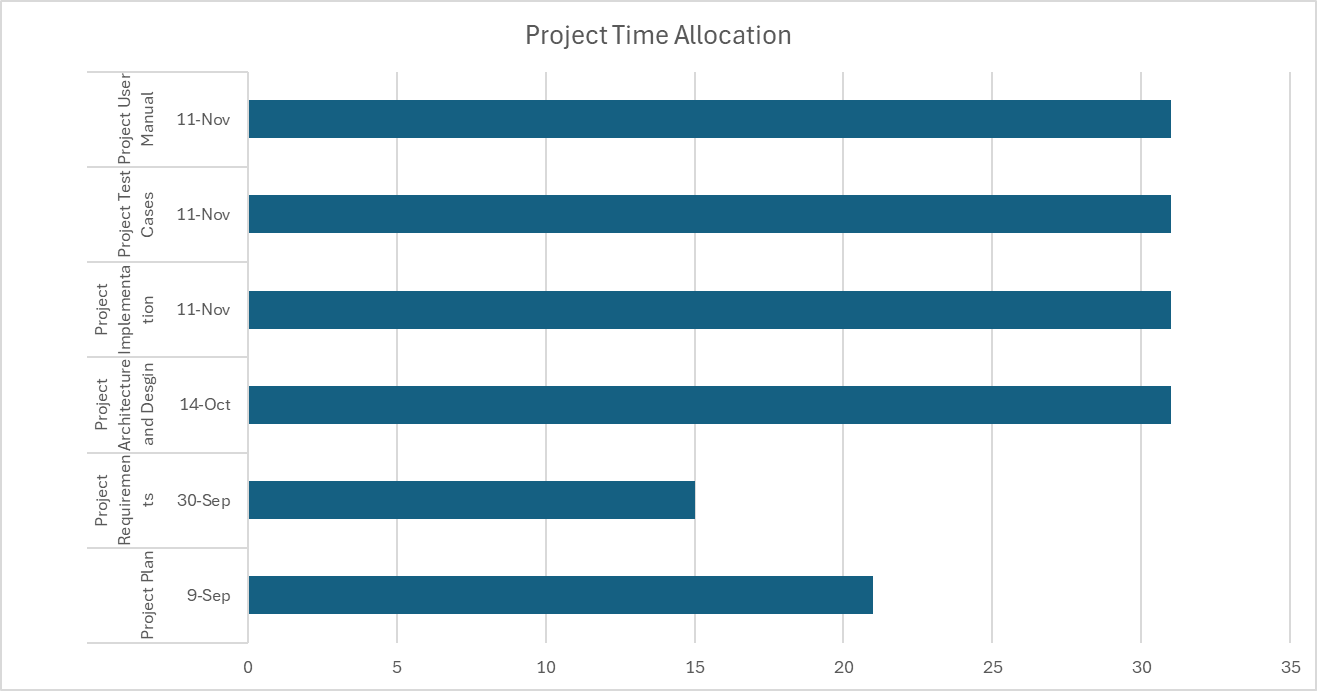 Project Time Allocation
Project User
Manual
11-Nov
Project Test
Cases
11-Nov
Project
Implementa
tion
11-Nov
Project
Architecture
and Desgin
14-Oct
Project
Requiremen
ts
30-Sep
Project Plan
9-Sep
0 5 10 15 20 25 30 35